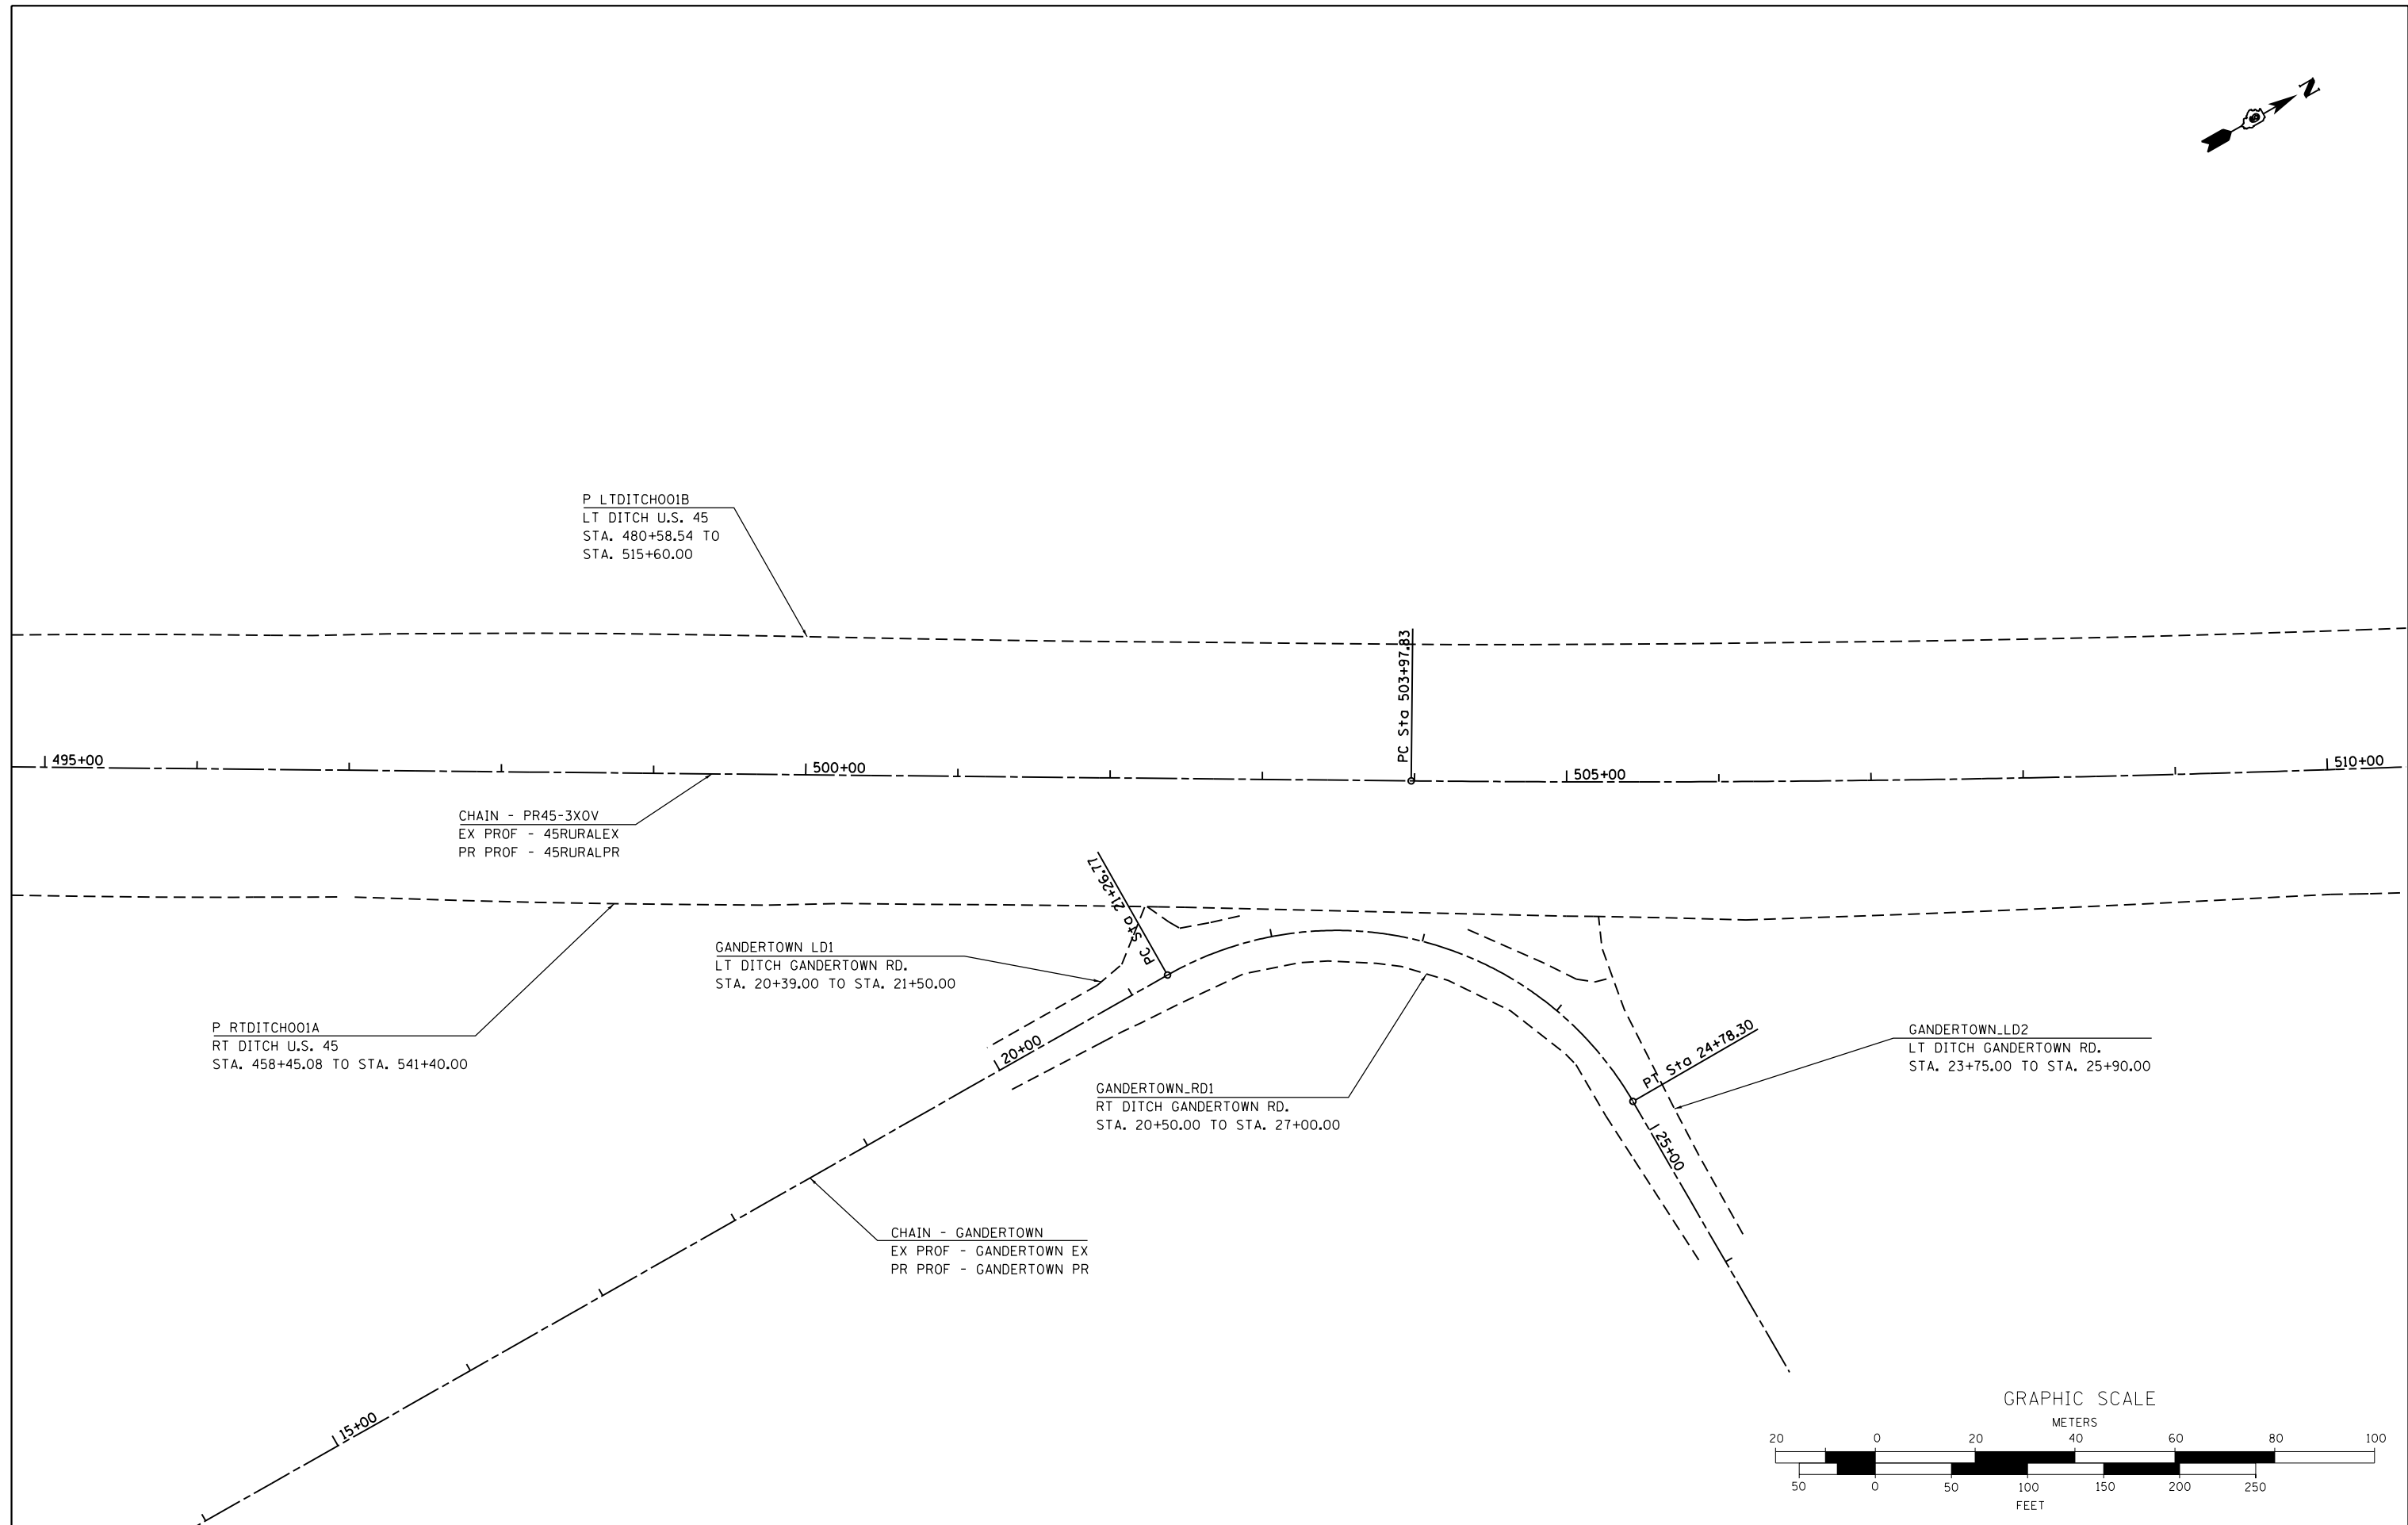 N
P LTDITCH001B
LT DITCH U.S. 45
STA. 480+58.54 TO
STA. 515+60.00
PC Sta 503+97.83
495+00
500+00
505+00
510+00
CHAIN - PR45-3XOV
EX PROF - 45RURALEX
PR PROF - 45RURALPR
PC Sta 21+26.77
GANDERTOWN LD1
LT DITCH GANDERTOWN RD.
STA. 20+39.00 TO STA. 21+50.00
P RTDITCH001A
RT DITCH U.S. 45
STA. 458+45.08 TO STA. 541+40.00
20+00
PT Sta 24+78.30
GANDERTOWN_LD2
LT DITCH GANDERTOWN RD.
STA. 23+75.00 TO STA. 25+90.00
GANDERTOWN_RD1
RT DITCH GANDERTOWN RD.
STA. 20+50.00 TO STA. 27+00.00
25+00
CHAIN - GANDERTOWN
EX PROF - GANDERTOWN EX
PR PROF - GANDERTOWN PR
15+00
GRAPHIC SCALE
METERS
20 0 20 40 60 80 100
50 0 50 100 150 200 250
FEET